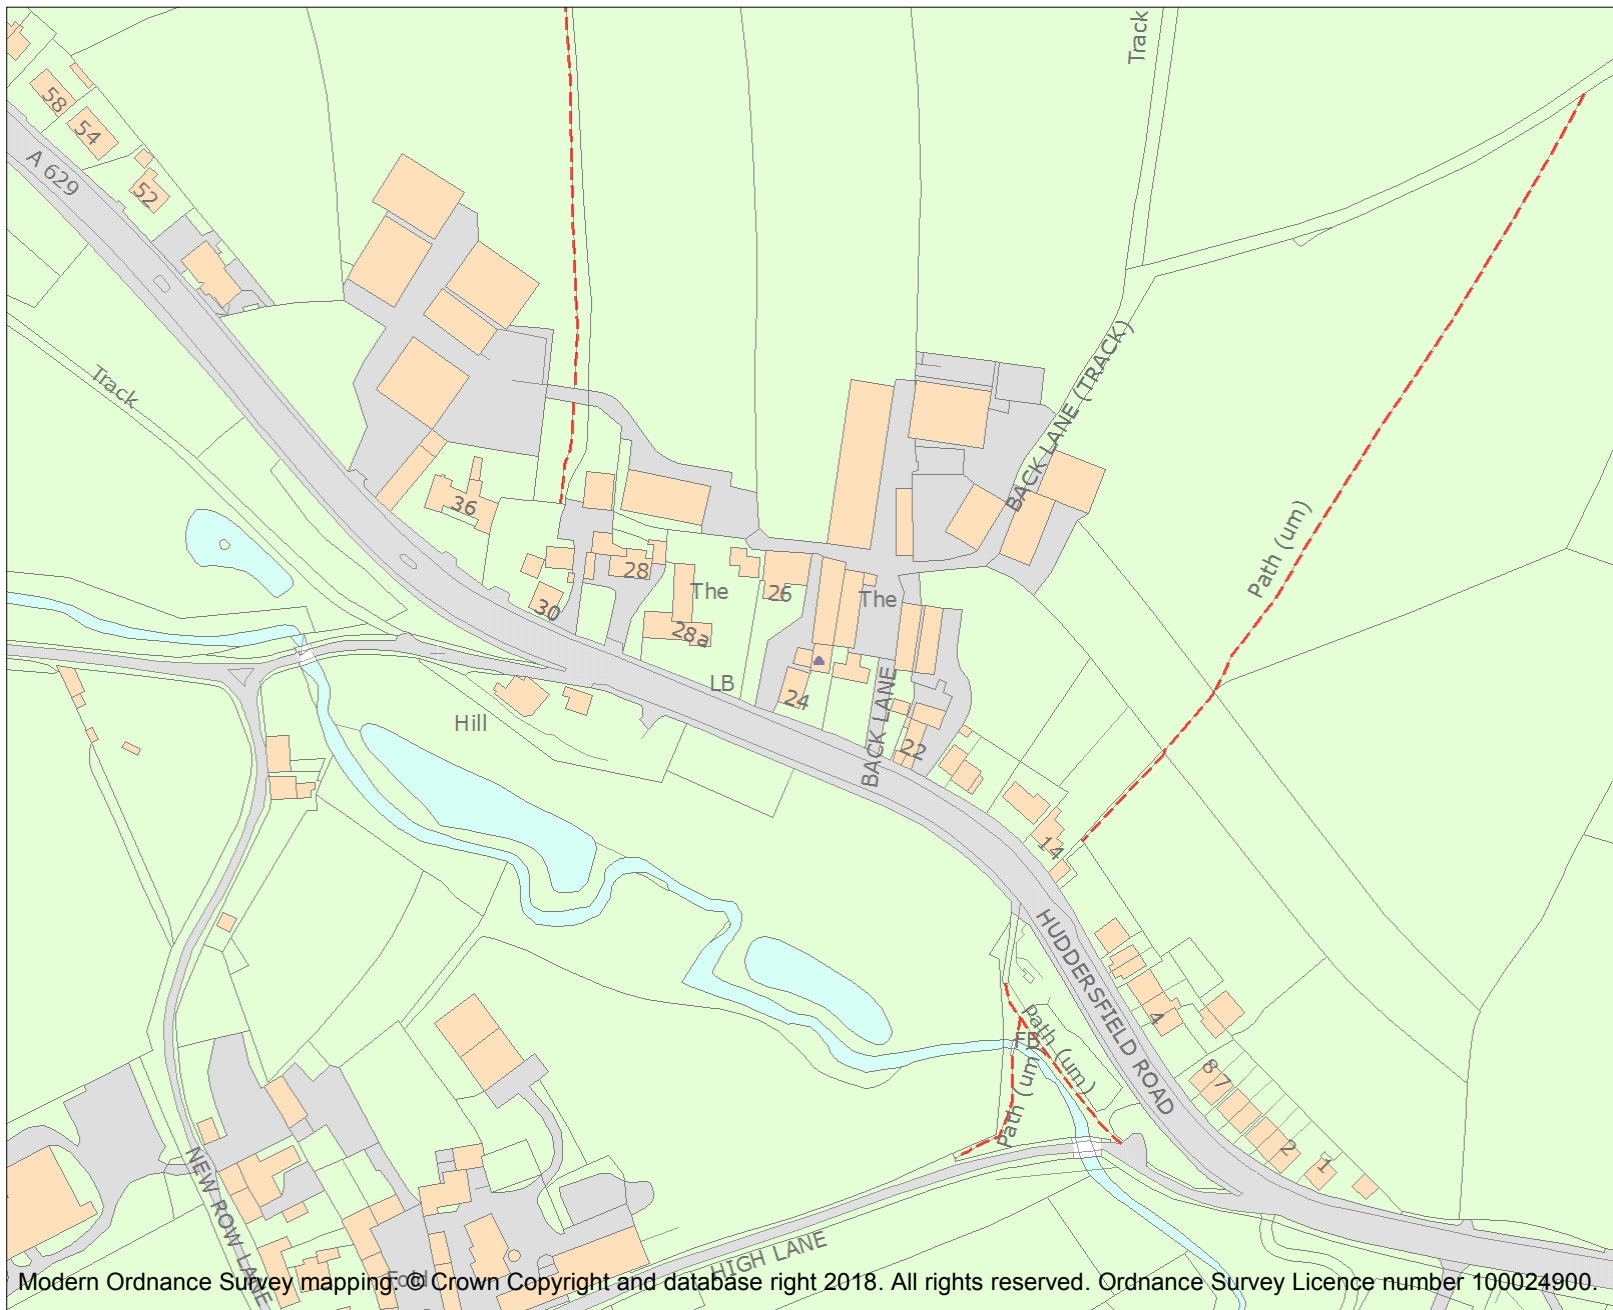 Track
58
54
A 629
52
Track
BACK LANE (TRACK)
36
Path (um)
28
The
26
The
30
28a
LB
24
Hill
BACK LANE
22
14
HUDDERSFIELD ROAD
4
path (um)
FB
Path (um)
8
7
2
1
NEW ROW LANE
HIGH LANE
Fold
Modern Ordnance Survey mapping: © Crown Copyright and database right 2018. All rights reserved. Ordnance Survey Licence number 100024900.